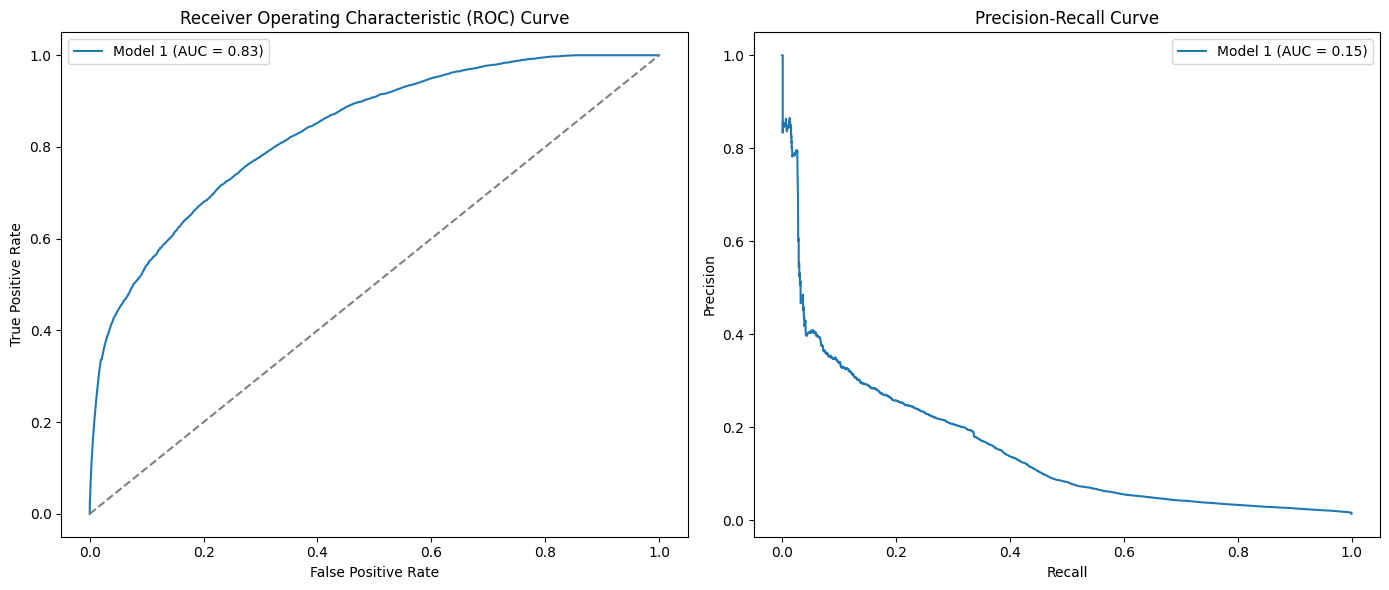 Receiver Operating Characteristic (ROC) Curve
Model 1 (AUC = 0.83)
True Positive Rate
1.0
0.8
0.6
0.4
0.2
0.0
0.0 0.2 0.4 0.6 0.8 1.0
False Positive Rate
Precision-Recall Curve
Model 1 (AUC = 0.15)
Precision
1.0
0.8
0.6
0.4
0.2
0.0
0.0 0.2 0.4 0.6 0.8 1.0
Recall